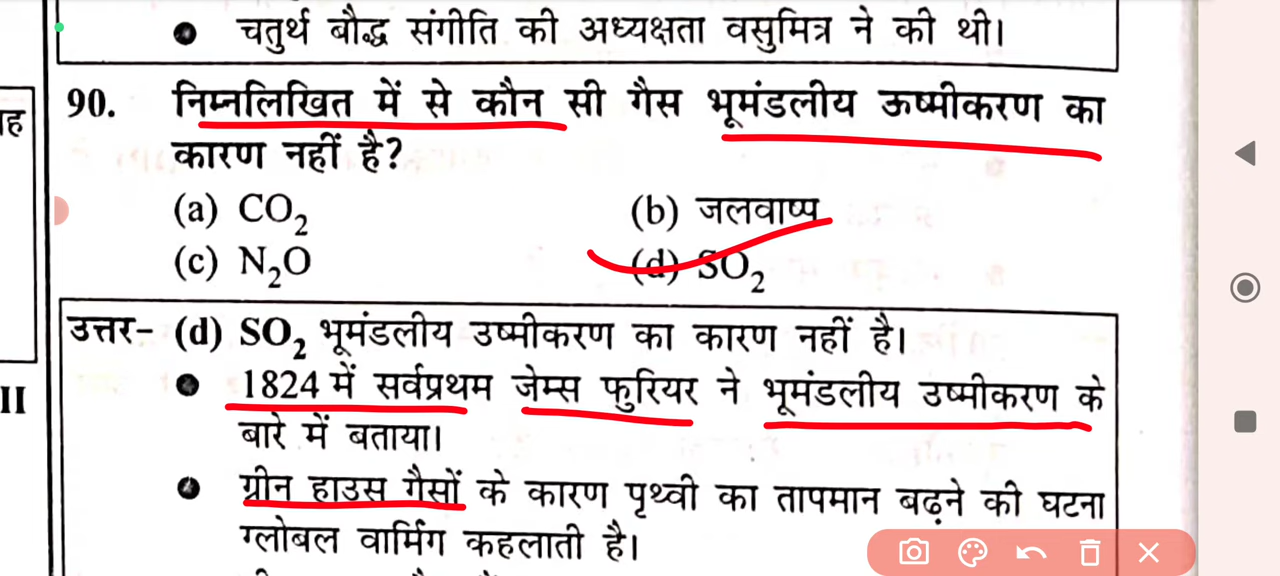 ● चतुर्थ बौद्ध संगीति की अध्यक्षता वसुमित्र ने की थी।
90. निम्नलिखित में से कौन सी गैस भूमंडलीय ऊष्मीकरण का
कारण नहीं है?
(a) CO₂ (b) जलवाष्प
(c) N₂O (d) SO₂
उत्तर– (d) SO₂ भूमंडलीय उष्मीकरण का कारण नहीं है।
● 1824 में सर्वप्रथम जेम्स फुरियर ने भूमंडलीय उष्मीकरण के
बारे में बताया।
● ग्रीन हाउस गैसों के कारण पृथ्वी का तापमान बढ़ने की घटना
ग्लोबल वार्मिंग कहलाती है।
II